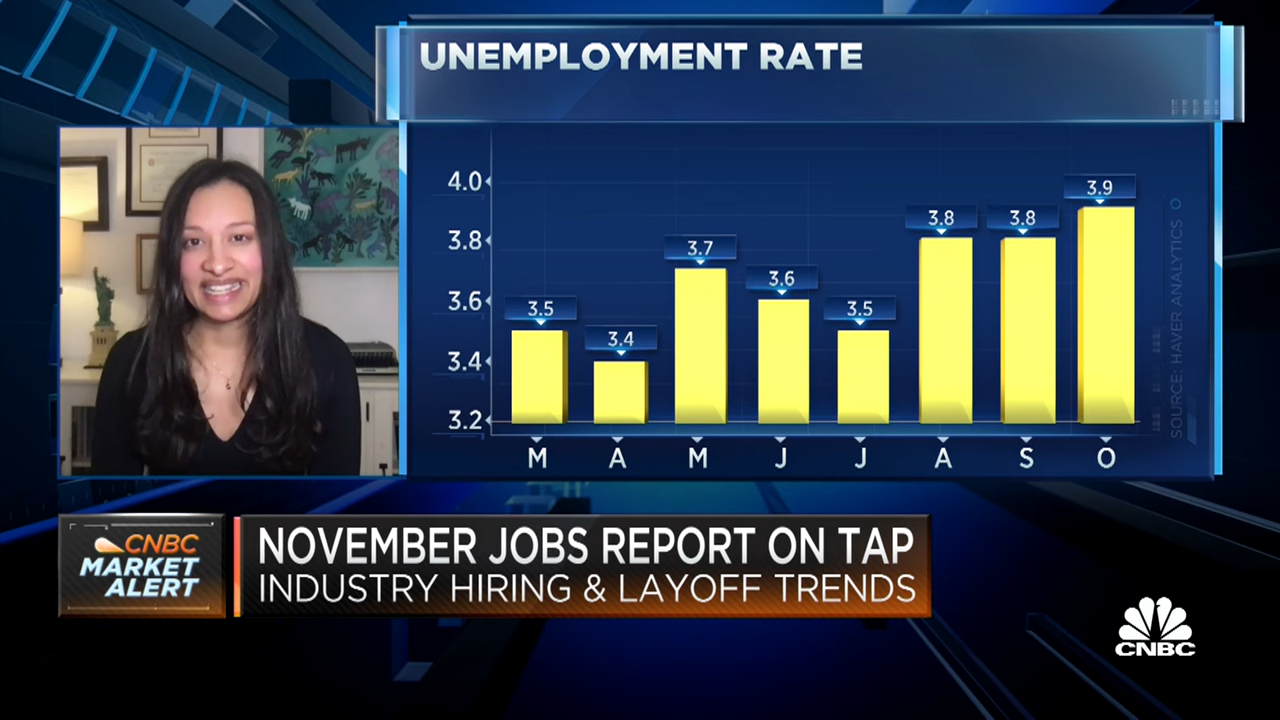 UNEMPLOYMENT RATE
4.0
3.8
3.6
3.4
3.2
3.5
3.4
3.7
3.6
3.5
3.8
3.8
3.9
M A M J J A S O
SOURCE: HAVER ANALYTICS
CNBC
MARKET
ALERT
NOVEMBER JOBS REPORT ON TAP
INDUSTRY HIRING & LAYOFF TRENDS
CNBC